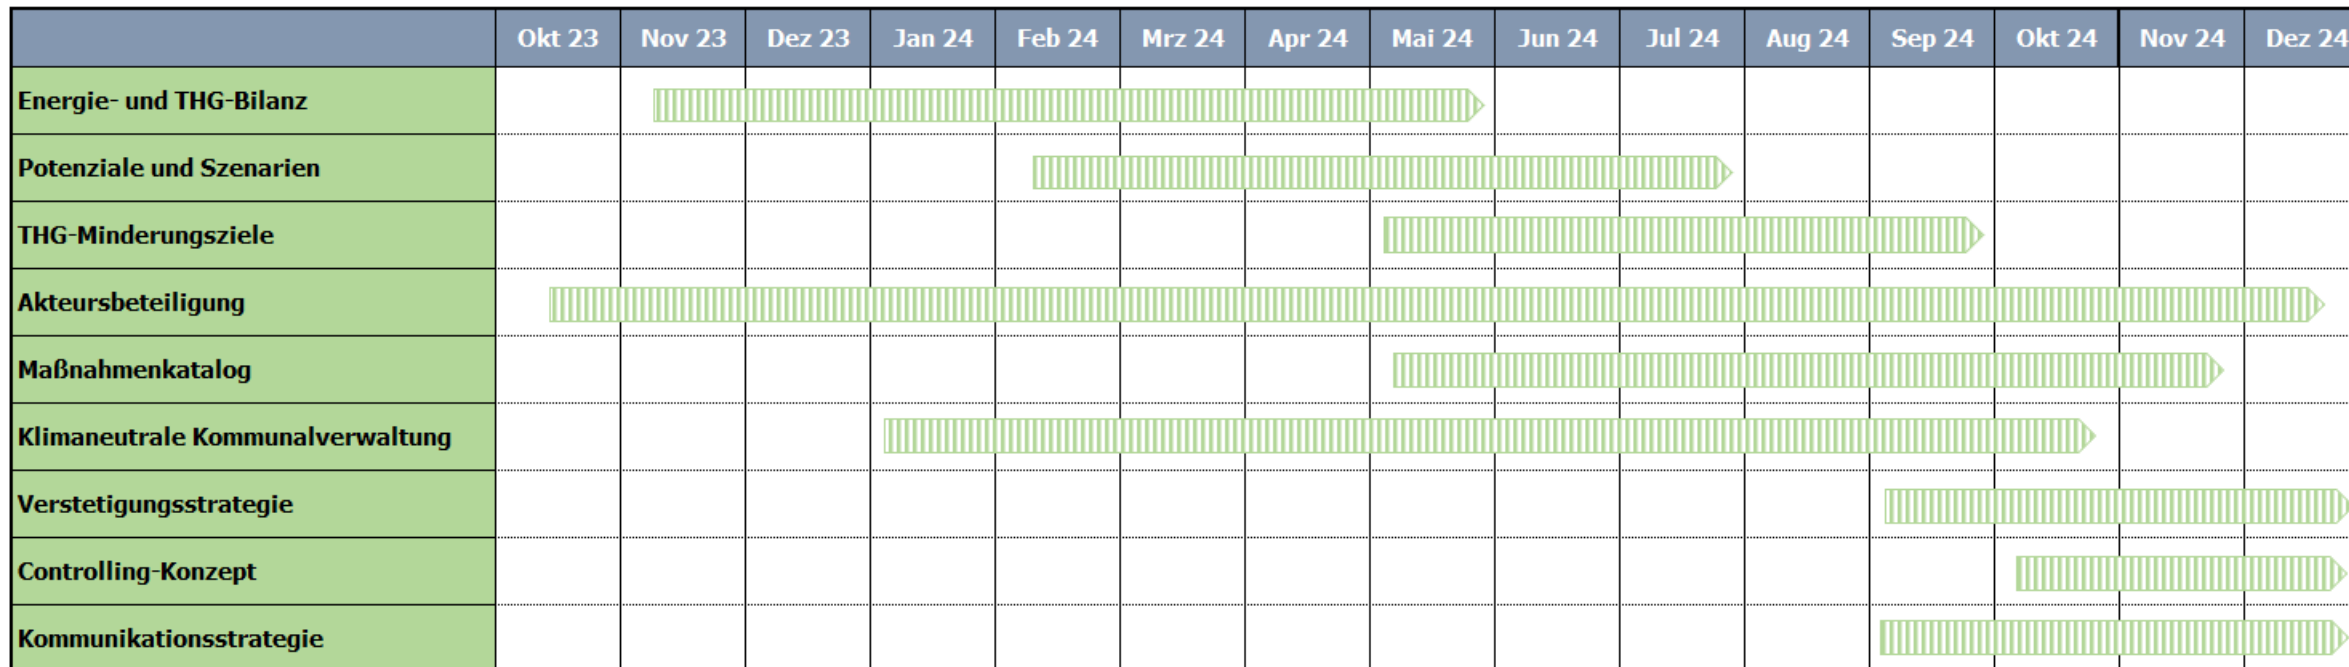 Okt 23 Nov 23 Dez 23 Jan 24 Feb 24 Mrz 24 Apr 24 Mai 24 Jun 24 Jul 24 Aug 24 Sep 24 Okt 24 Nov 24 Dez 24
Energie- und THG-Bilanz
Potenziale und Szenarien
THG-Minderungsziele
Akteursbeteiligung
Maßnahmenkatalog
Klimaneutrale Kommunalverwaltung
Verstetigungsstrategie
Controlling-Konzept
Kommunikationsstrategie